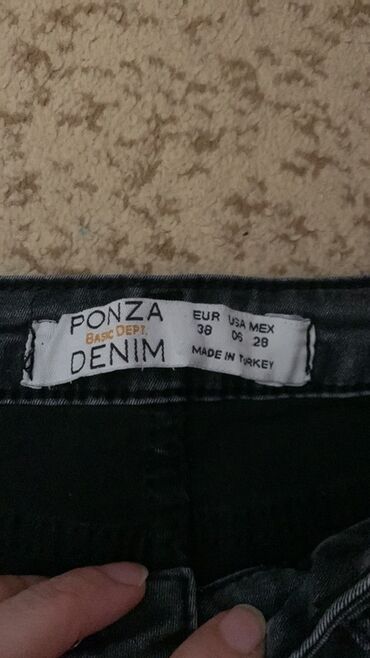 PONZA
BASIC DEPT.
DENIM
EUR USA MEX
38 06 28
MADE IN TURKEY